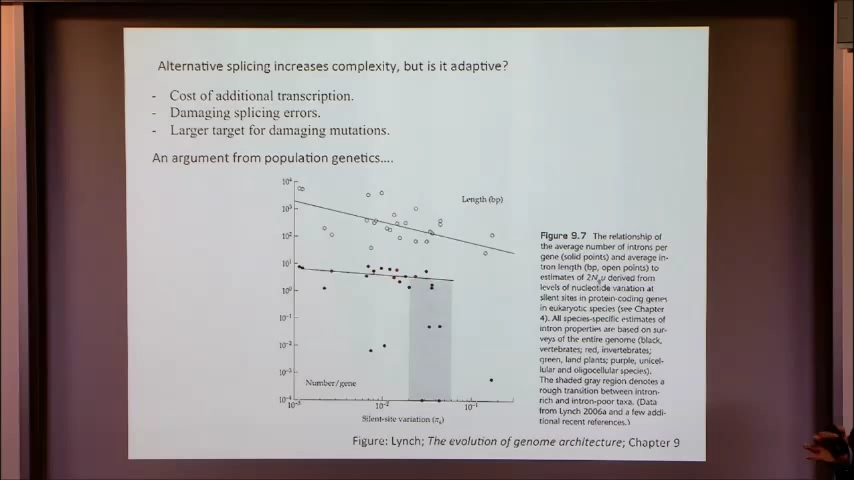 Alternative splicing increases complexity, but is it adaptive?
- Cost of additional transcription.
- Damaging splicing errors.
- Larger target for damaging mutations.
An argument from population genetics....
10⁴
Length (bp)
10³
10²
10¹
10⁰
10⁻¹
10⁻²
10⁻³
Number/gene
10⁻⁴
10⁻³ 10⁻² 10⁻¹
Silent-site variation (πₛ)
Figure 9.7 The relationship of
the average number of introns per
gene (solid points) and average in-
tron length (bp, open points) to
estimates of 2Nₑu derived from
levels of nucleotide variation at
silent sites in protein-coding genes
in eukaryotic species (see Chapter
4). All species-specific estimates of
intron properties are based on sur-
veys of the entire genome (black,
vertebrates; red, invertebrates;
green, land plants; purple, unicel-
lular and oligocellular species).
The shaded gray region denotes a
rough transition between intron-
rich and intron-poor taxa. (Data
from Lynch 2006a and a few addi-
tional recent references.)
Figure: Lynch; The evolution of genome architecture; Chapter 9